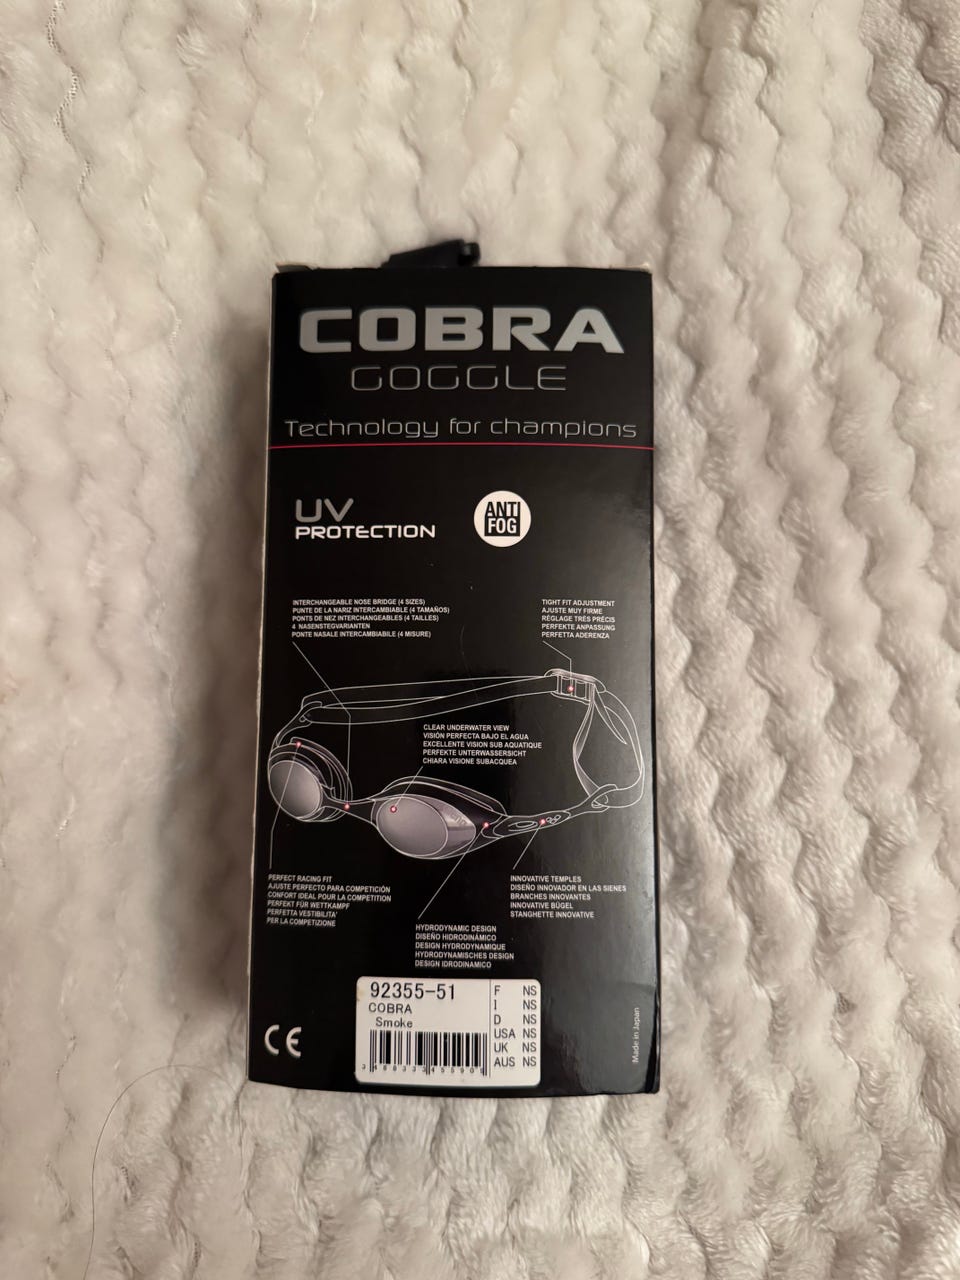 COBRA
GOGGLE
Technology for champions
UV
PROTECTION
ANTI
FOG
INTERCHANGEABLE NOSE BRIDGE (4 SIZES)
PUNTE DE LA NARIZ INTERCAMBIABLE (4 TAMAÑOS)
PONTS DE NEZ INTERCHANGEABLES (4 TAILLES)
4 NASENSTEGVARIANTEN
PONTE NASALE INTERCAMBIABILE (4 MISURE)
TIGHT FIT ADJUSTMENT
AJUSTE MUY FIRME
RÉGLAGE TRÈS PRÉCIS
PERFEKTE ANPASSUNG
PERFETTA ADERENZA
CLEAR UNDERWATER VIEW
VISIÓN PERFECTA BAJO EL AGUA
EXCELLENTE VISION SUB AQUATIQUE
PERFEKTE UNTERWASSERSICHT
CHIARA VISIONE SUBACQUEA
PERFECT RACING FIT
AJUSTE PERFECTO PARA COMPETICIÓN
CONFORT IDEAL POUR LA COMPETITION
PERFEKT FÜR WETTKAMPF
PERFETTA VESTIBILITA'
PER LA COMPETIZIONE
INNOVATIVE TEMPLES
DISEÑO INNOVADOR EN LAS SIENES
BRANCHES INNOVANTES
INNOVATIVE BÜGEL
STANGHETTE INNOVATIVE
HYDRODYNAMIC DESIGN
DISEÑO HIDRODINÁMICO
DESIGN HYDRODYNAMIQUE
HYDRODYNAMISCHES DESIGN
DESIGN IDRODINAMICO
92355-51
COBRA
Smoke
F NS
I NS
D NS
USA NS
UK NS
AUS NS
CE
Made in Japan